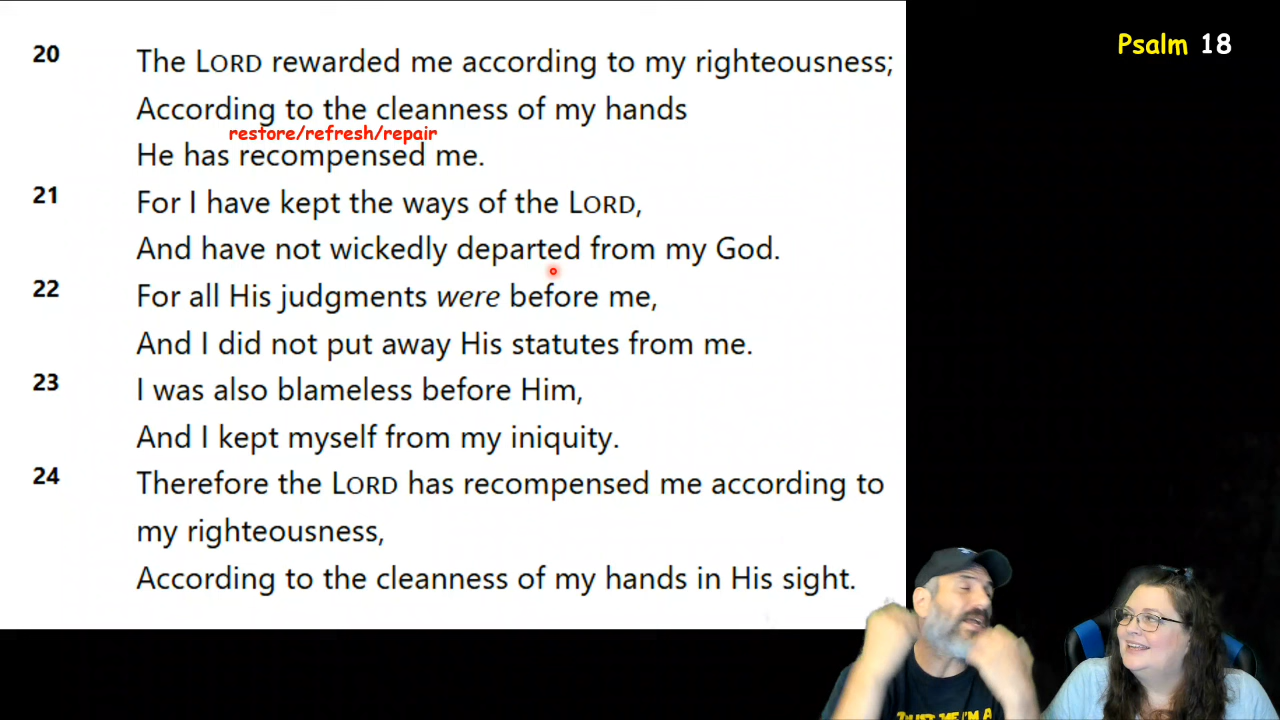 Psalm 18
20 The LORD rewarded me according to my righteousness;
According to the cleanness of my hands
restore/refresh/repair
He has recompensed me.
21 For I have kept the ways of the LORD,
And have not wickedly departed from my God.
22 For all His judgments were before me,
And I did not put away His statutes from me.
23 I was also blameless before Him,
And I kept myself from my iniquity.
24 Therefore the LORD has recompensed me according to
my righteousness,
According to the cleanness of my hands in His sight.
TRUST ME I'M A